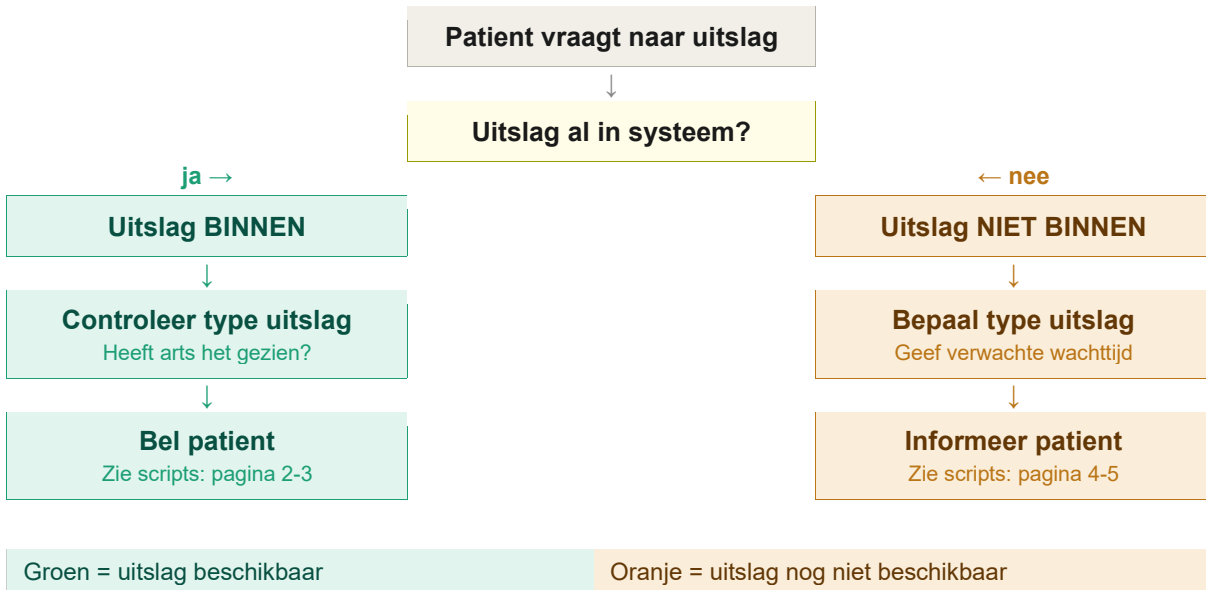 Patient vraagt naar uitslag
↓
Uitslag al in systeem?
ja →
← nee
Uitslag BINNEN
Uitslag NIET BINNEN
↓
↓
Controleer type uitslag
Heeft arts het gezien?
Bepaal type uitslag
Geef verwachte wachttijd
↓
↓
Bel patient
Zie scripts: pagina 2-3
Informeer patient
Zie scripts: pagina 4-5
Groen = uitslag beschikbaar
Oranje = uitslag nog niet beschikbaar